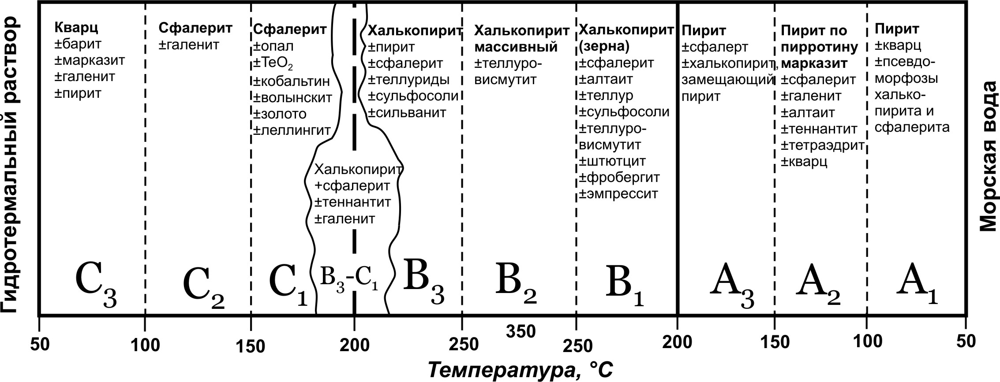 Гидротермальный раствор
Кварц
±барит
±марказит
±галенит
±пирит
C3
Сфалерит
±галенит
C2
Сфалерит
±опал
±TeO2
±кобальтин
±волынскит
±золото
±леллингит
C1
Халькопирит
+сфалерит
±теннантит
±галенит
B3-C1
Халькопирит
±пирит
±сфалерит
±теллуриды
±сульфосоли
±сильванит
B3
Халькопирит
массивный
±теллуро-
висмутит
B2
Халькопирит
(зерна)
±сфалерит
±алтаит
±теллур
±сульфосоли
±теллуро-
висмутит
±штютцит
±фробергит
±эмпрессит
B1
Пирит
±сфалерт
±халькопирит,
замещающий
пирит
A3
Пирит по
пирротину
марказит
±сфалерит
±галенит
±алтаит
±теннантит
±тетраэдрит
±кварц
A2
Пирит
±кварц
±псевдо-
морфозы
халько-
пирита и
сфалерита
A1
Морская вода
50 100 150 200 250 350 250 200 150 100 50
Температура, °C